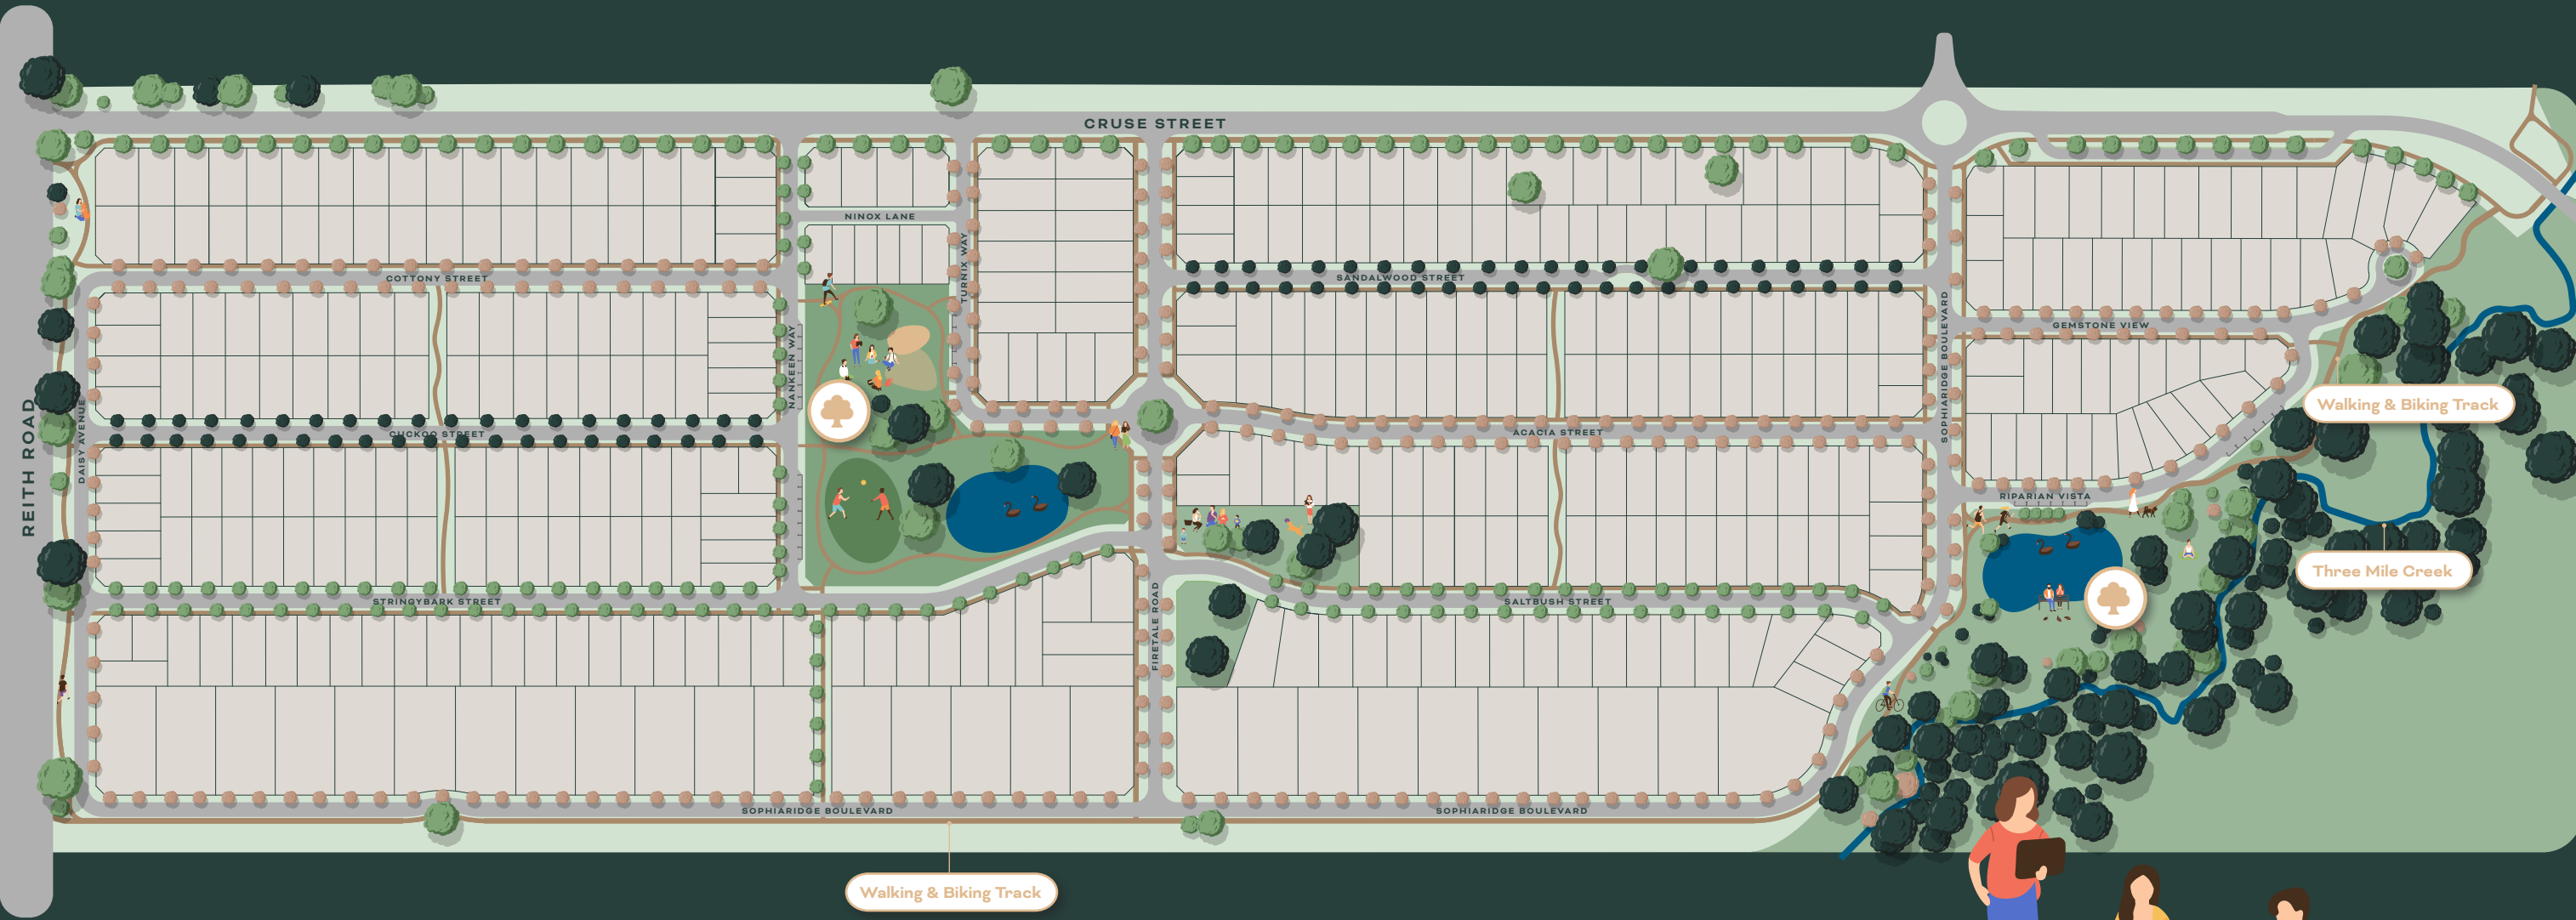 CRUSE STREET
NINOX LANE
TURNIX WAY
COTTONY STREET
SANDALWOOD STREET
NANKEEN WAY
SOPHIARIDGE BOULEVARD
GEMSTONE VIEW
Walking & Biking Track
REITH ROAD
DAISY AVENUE
CUCKOO STREET
ACACIA STREET
RIPARIAN VISTA
Three Mile Creek
STRINGYBARK STREET
FIRETALE ROAD
SALTBUSH STREET
SOPHIARIDGE BOULEVARD
SOPHIARIDGE BOULEVARD
Walking & Biking Track